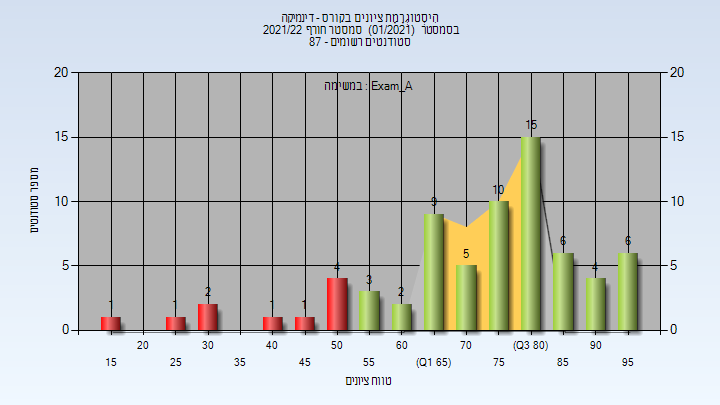 הִיסְטוֹגְרַמַת ציונים בקורס - דינמיקה
בסמסטר (01/2021) סמסטר חורף 2021/22
סטודנטים רשומים - 87
במשימה : Exam_A
מספר סטודנטים
20 20
15 15
10 10
5 5
0 0
1 1 2 1 1 4 3 2 9 5 10 15 6 4 6
20 30 40 50 60 70 (Q3 80) 90
15 25 35 45 55 (Q1 65) 75 85 95
טווח ציונים